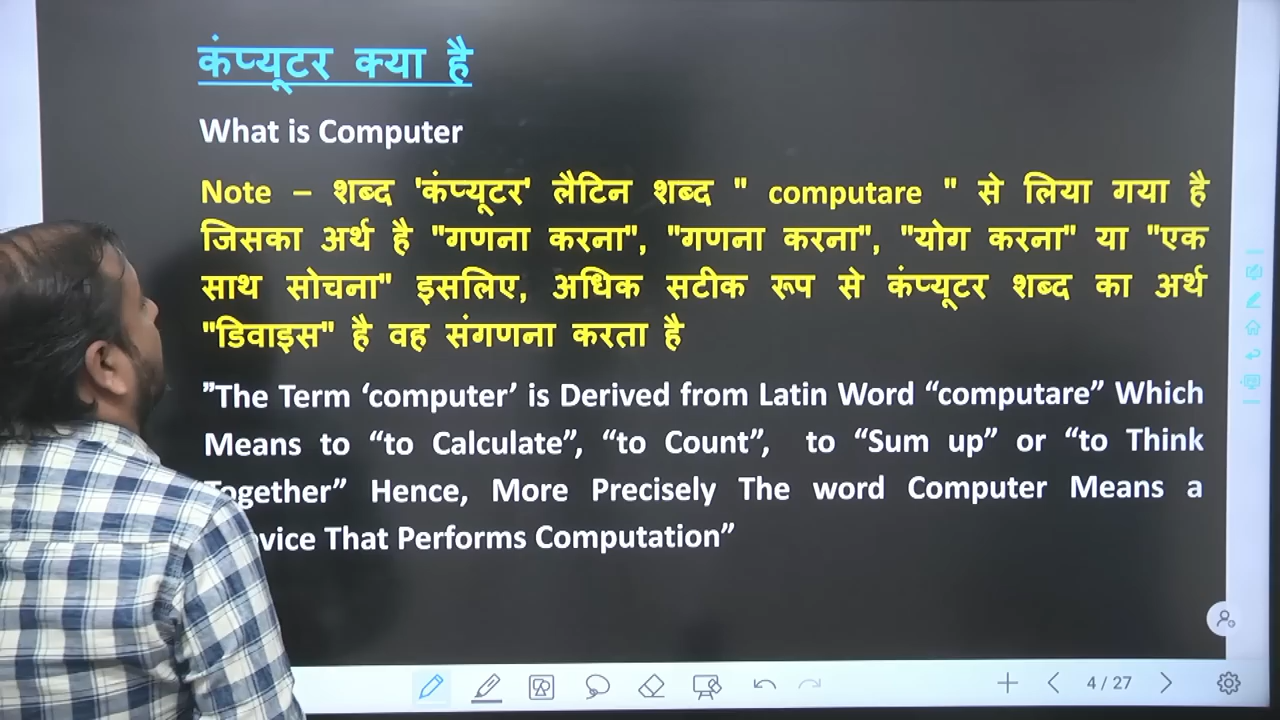 कंप्यूटर क्या है
What is Computer
Note – शब्द 'कंप्यूटर' लैटिन शब्द " computare " से लिया गया है
जिसका अर्थ है "गणना करना", "गणना करना", "योग करना" या "एक
साथ सोचना" इसलिए, अधिक सटीक रूप से कंप्यूटर शब्द का अर्थ
"डिवाइस" है वह संगणना करता है
”The Term ‘computer’ is Derived from Latin Word “computare” Which
Means to “to Calculate”, “to Count”, to “Sum up” or “to Think
Together” Hence, More Precisely The word Computer Means a
vice That Performs Computation”
4 / 27